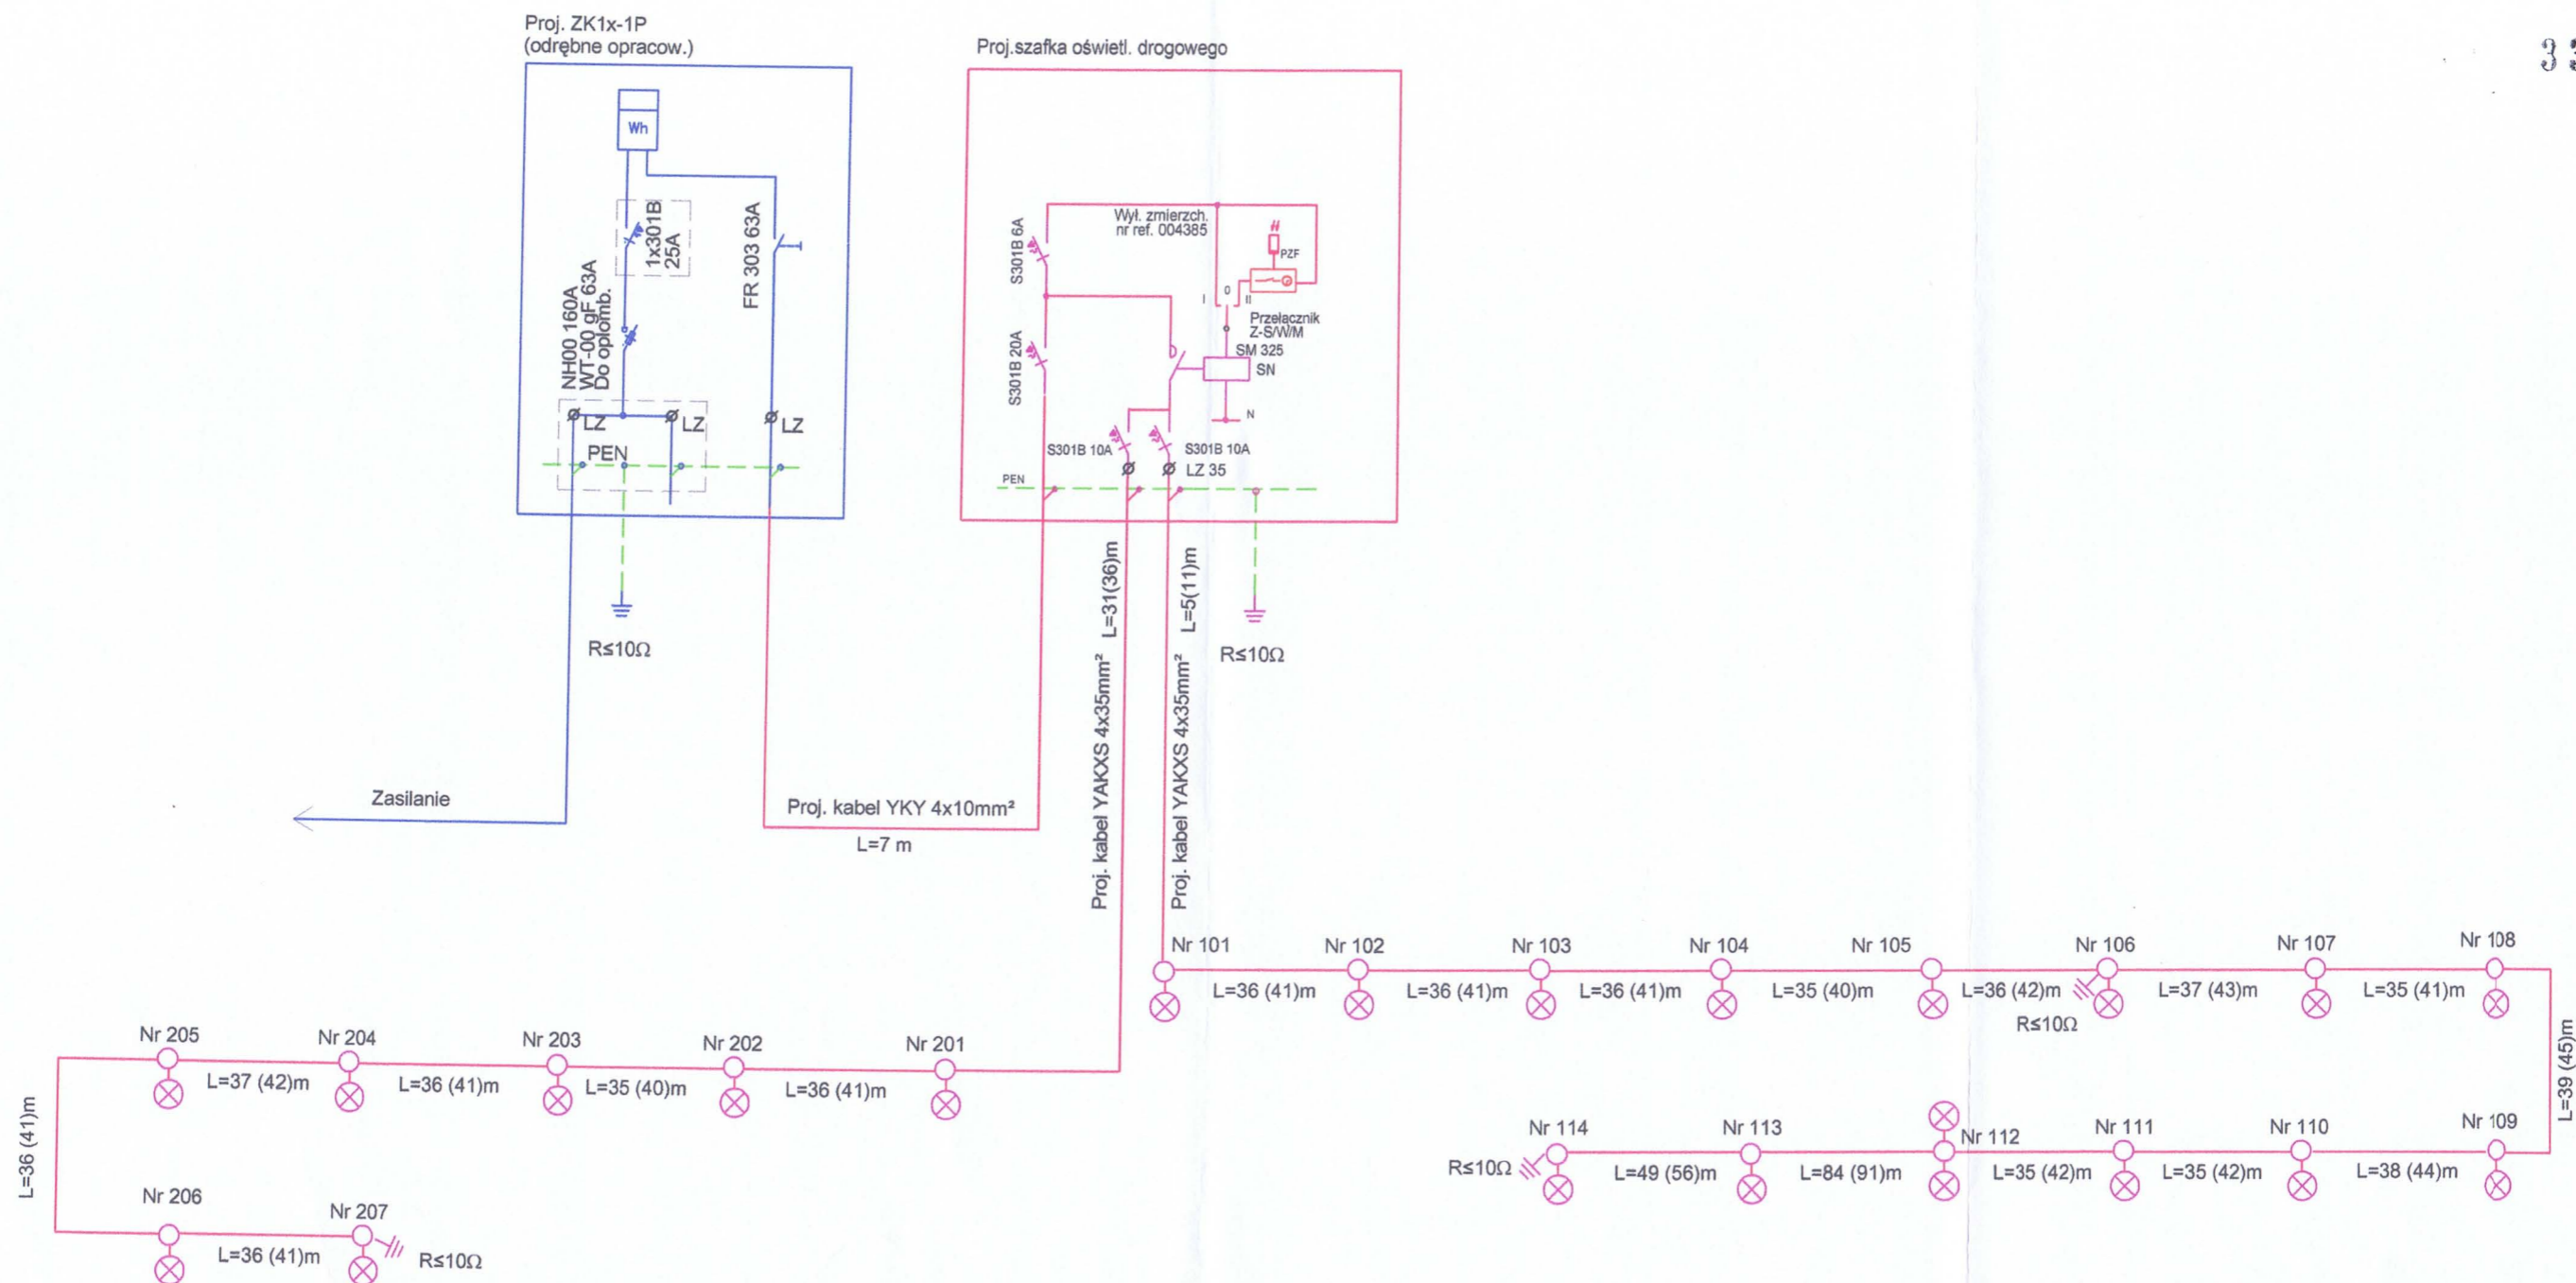 Proj. ZK1x-1P
(odrębne opracow.)
Wh
1x301B
25A
NH00 160A
WT-00 gF 63A
Do oplomb.
FR 303 63A
LZ
LZ
LZ
PEN
R≤10Ω
Zasilanie
Proj. kabel YKY 4x10mm²
L=7 m
Proj.szafka oświetl. drogowego
Wył. zmierzch.
nr ref. 004385
S301B 6A
PZF
I
0
II
Przełącznik
Z-S/W/M
SM 325
SN
S301B 20A
N
S301B 10A
S301B 10A
LZ 35
PEN
R≤10Ω
Proj. kabel YAKXS 4x35mm² L=31(36)m
Proj. kabel YAKXS 4x35mm² L=5(11)m
Nr 101
Nr 102
Nr 103
Nr 104
Nr 105
Nr 106
Nr 107
Nr 108
L=36 (41)m
L=36 (41)m
L=36 (41)m
L=35 (40)m
L=36 (42)m
L=37 (43)m
L=35 (41)m
R≤10Ω
L=39 (45)m
Nr 205
Nr 204
Nr 203
Nr 202
Nr 201
L=37 (42)m
L=36 (41)m
L=35 (40)m
L=36 (41)m
L=36 (41)m
Nr 114
Nr 113
Nr 112
Nr 111
Nr 110
Nr 109
R≤10Ω
L=49 (56)m
L=84 (91)m
L=35 (42)m
L=35 (42)m
L=38 (44)m
Nr 206
Nr 207
L=36 (41)m
R≤10Ω